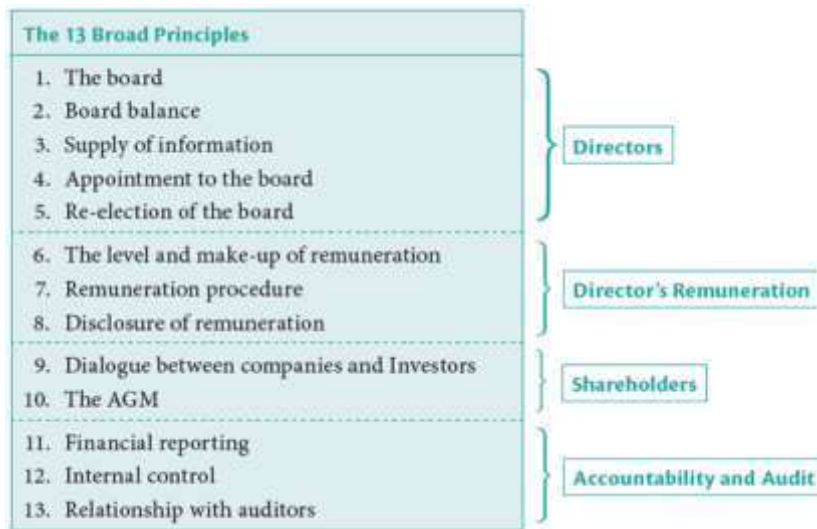 The 13 Broad Principles
1. The board
2. Board balance
3. Supply of information
4. Appointment to the board
5. Re-election of the board
Directors
6. The level and make-up of remuneration
7. Remuneration procedure
8. Disclosure of remuneration
Director's Remuneration
9. Dialogue between companies and Investors
10. The AGM
Shareholders
11. Financial reporting
12. Internal control
13. Relationship with auditors
Accountability and Audit